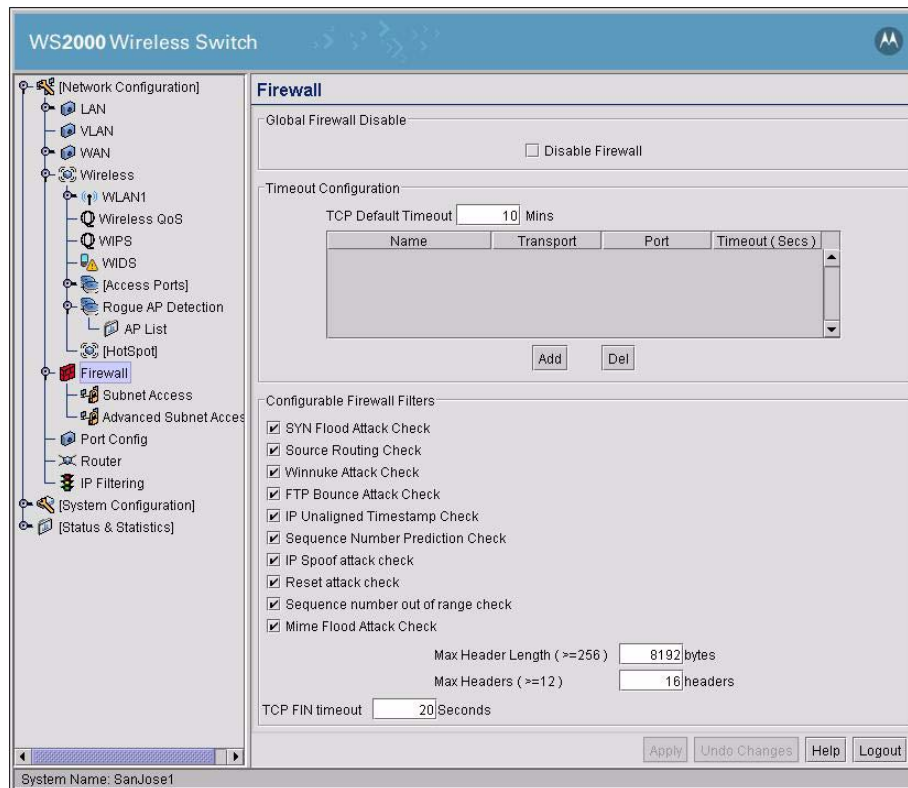 WS2000 Wireless Switch
[Network Configuration]
LAN
VLAN
WAN
Wireless
WLAN1
Wireless QoS
WIPS
WIDS
[Access Ports]
Rogue AP Detection
AP List
[HotSpot]
Firewall
Subnet Access
Advanced Subnet Acces
Port Config
Router
IP Filtering
[System Configuration]
[Status & Statistics]
Firewall
Global Firewall Disable
Disable Firewall
Timeout Configuration
TCP Default Timeout 10 Mins
Name Transport Port Timeout ( Secs )
Add Del
Configurable Firewall Filters
SYN Flood Attack Check
Source Routing Check
Winnuke Attack Check
FTP Bounce Attack Check
IP Unaligned Timestamp Check
Sequence Number Prediction Check
IP Spoof attack check
Reset attack check
Sequence number out of range check
Mime Flood Attack Check
Max Header Length ( >=256 ) 8192 bytes
Max Headers ( >=12 ) 16 headers
TCP FIN timeout 20 Seconds
Apply Undo Changes Help Logout
System Name: SanJose1